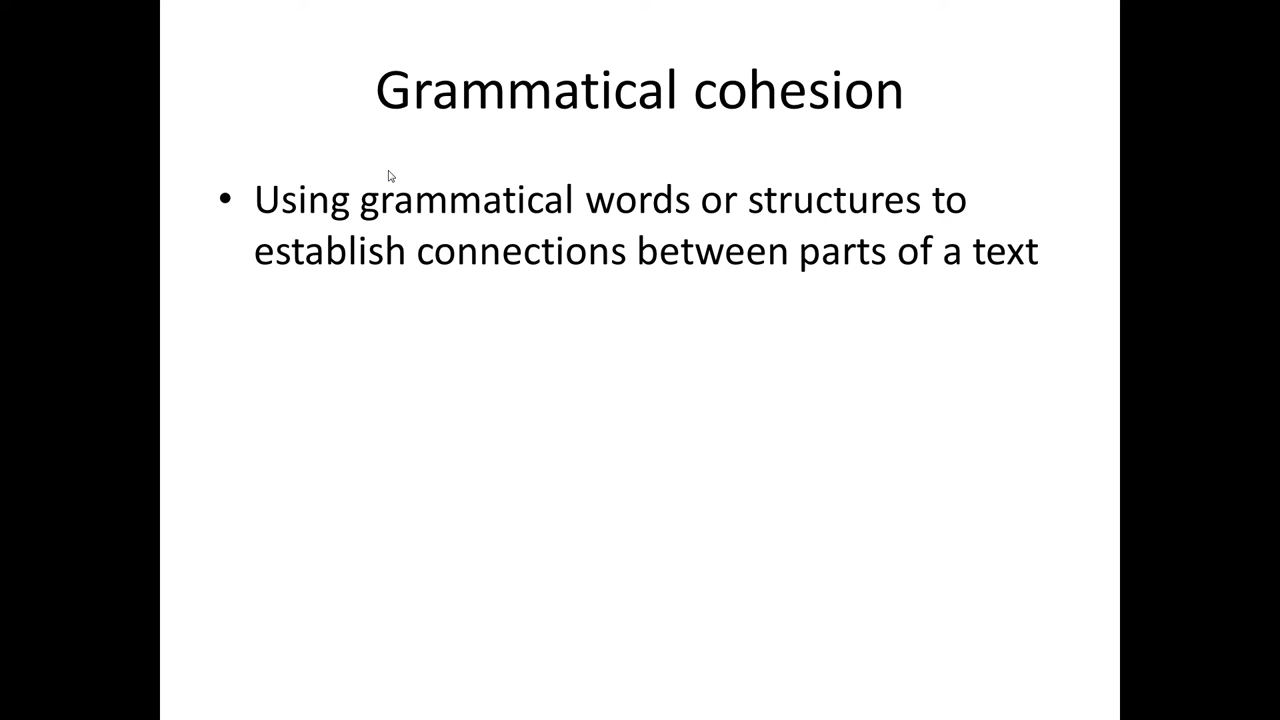 Grammatical cohesion
• Using grammatical words or structures to
establish connections between parts of a text